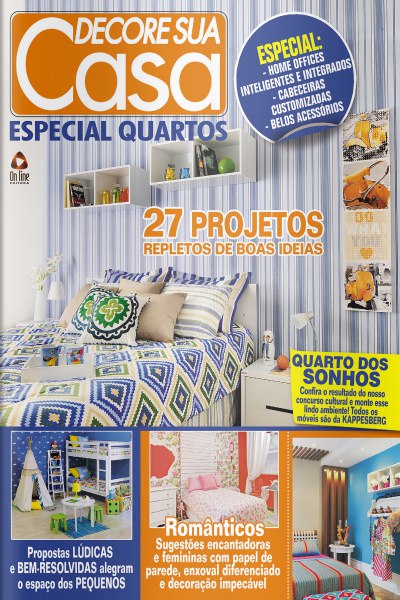 DECORE SUA
Casa
ESPECIAL QUARTOS
On line
EDITORA
ESPECIAL:
- HOME OFFICES
INTELIGENTES E INTEGRADOS
- CABECEIRAS
CUSTOMIZADAS
- BELOS ACESSÓRIOS
27 PROJETOS
REPLETOS DE BOAS IDEIAS
DO
WHAT
YOU
QUARTO DOS
SONHOS
Confira o resultado do nosso
concurso cultural e monte esse
lindo ambiente! Todos os
móveis são da KAPPESBERG
Propostas LÚDICAS
e BEM-RESOLVIDAS alegram
o espaço dos PEQUENOS
Românticos
Sugestões encantadoras
e femininas com papel de
parede, enxoval diferenciado
e decoração impecável